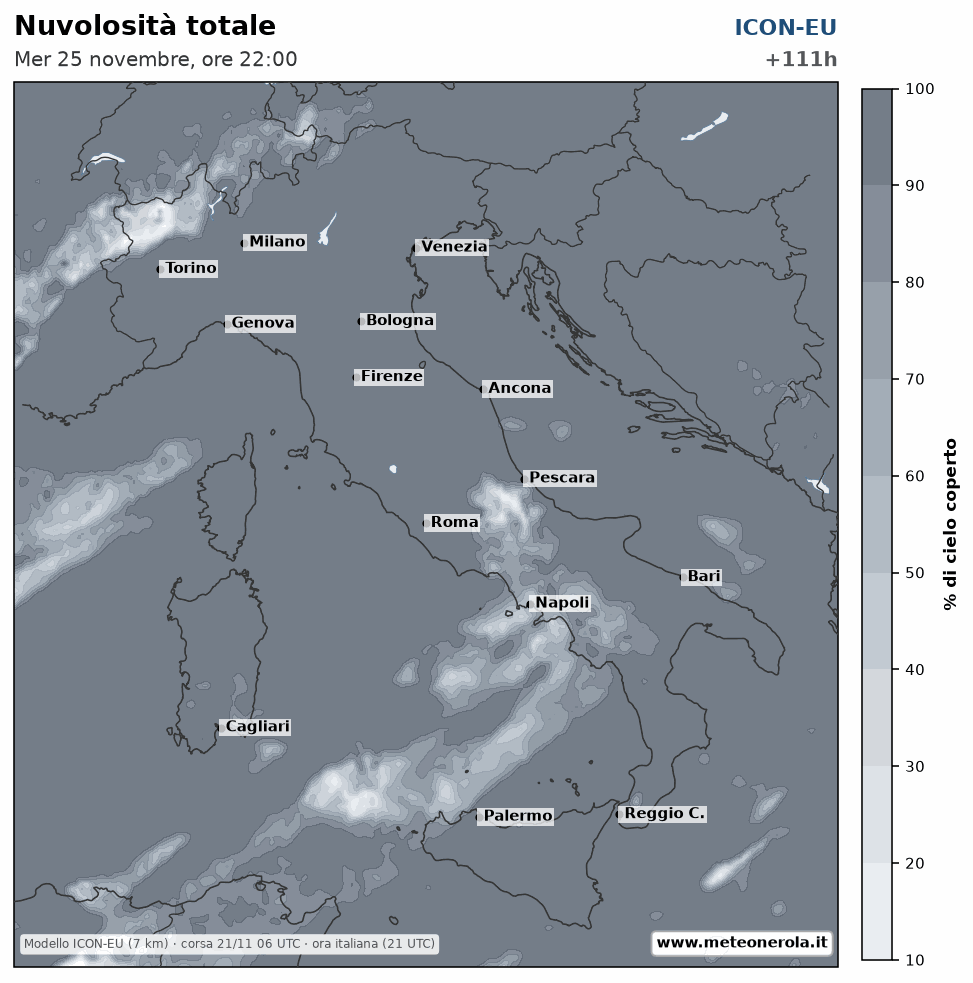 Nuvolosità totale
ICON-EU
Mer 25 novembre, ore 22:00
+111h
100
90
80
70
60
50
40
30
20
10
% di cielo coperto
Milano
Venezia
Torino
Genova
Bologna
Firenze
Ancona
Pescara
Roma
Bari
Napoli
Cagliari
Palermo
Reggio C.
Modello ICON-EU (7 km) · corsa 21/11 06 UTC · ora italiana (21 UTC)
www.meteonerola.it